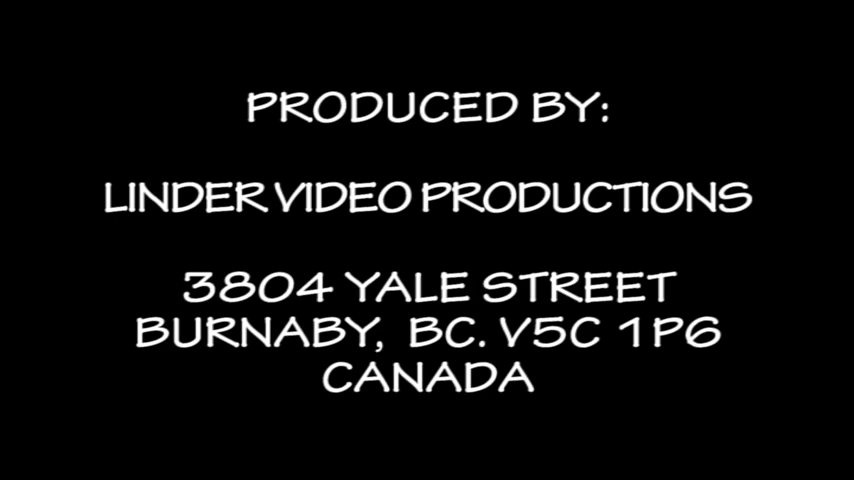 PRODUCED BY:
LINDER VIDEO PRODUCTIONS
3804 YALE STREET
BURNABY, BC. V5C 1P6
CANADA